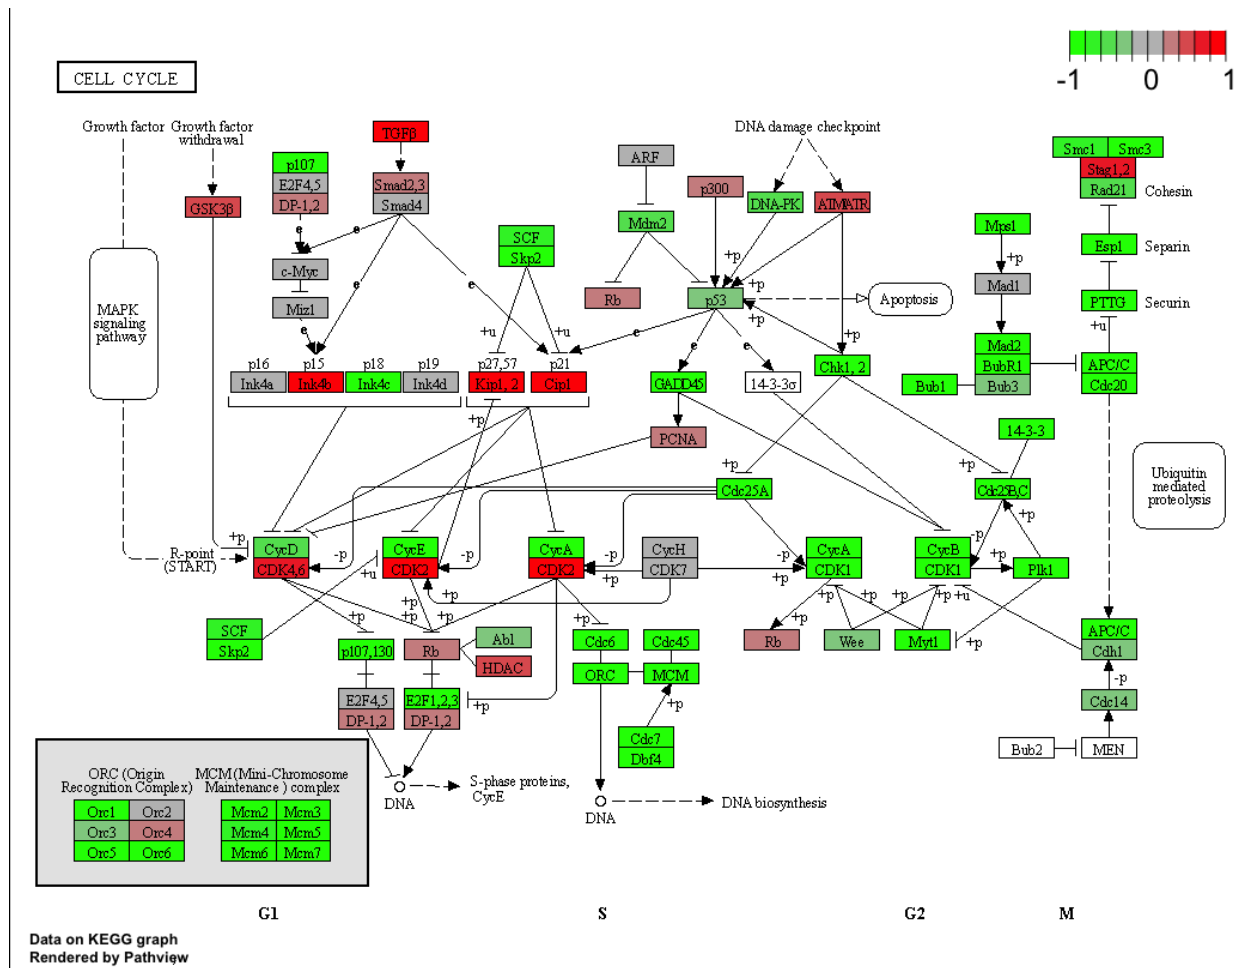 -1 0 1
CELL CYCLE
Growth factor
Growth factor
withdrawal
TGFβ
DNA damage checkpoint
Smc1 Smc3
Stag1,2
Rad21
Cohesin
p107
E2F4,5
DP-1,2
Smad2,3
Smad4
ARF
p300
DNA-PK
ATM/ATR
GSK3β
Mdm2
SCF
Skp2
Mps1
Esp1
Separin
e
e
+p
+p
c-Myc
Mad1
Rb
p53
+p
Apoptosis
PTTG
Securin
Miz1
e
e
+p
MAPK
signaling
pathway
e
+u
+u
e
e
e
+p
+u
Mad2
BubR1
Bub3
Bub1
APC/C
Cdc20
p16
Ink4a
p15
Ink4b
p18
Ink4c
p19
Ink4d
p27,57
Kip1, 2
p21
Cip1
GADD45
14-3-3σ
Chk1, 2
+p
PCNA
14-3-3
+p
+p
Cdc25A
Cdc25B,C
Ubiquitin
mediated
proteolysis
R-point
(START)
+p
CycD
CDK4,6
-p
+u
CycE
CDK2
-p
CycA
CDK2
-p
+p
CycH
CDK7
-p
+p
CycA
CDK1
CycB
CDK1
-p
+p
+p
Plk1
+p
+p
+p
+p
+p
+p
+p
+p
+u
+p
SCF
Skp2
p107,130
Rb
Abl
HDAC
Cdc6
Cdc45
Rb
Wee
Myt1
APC/C
Cdh1
ORC
MCM
-p
E2F4,5
DP-1,2
E2F1,2,3
DP-1,2
+p
+p
Cdc14
Cdc7
Dbf4
Bub2
MEN
DNA
S-phase proteins,
CycE
DNA
DNA biosynthesis
ORC (Origin
Recognition Complex)
MCM (Mini-Chromosome
Maintenance ) complex
Orc1 Orc2
Orc3 Orc4
Orc5 Orc6
Mcm2 Mcm3
Mcm4 Mcm5
Mcm6 Mcm7
G1 S G2 M
Data on KEGG graph
Rendered by Pathview